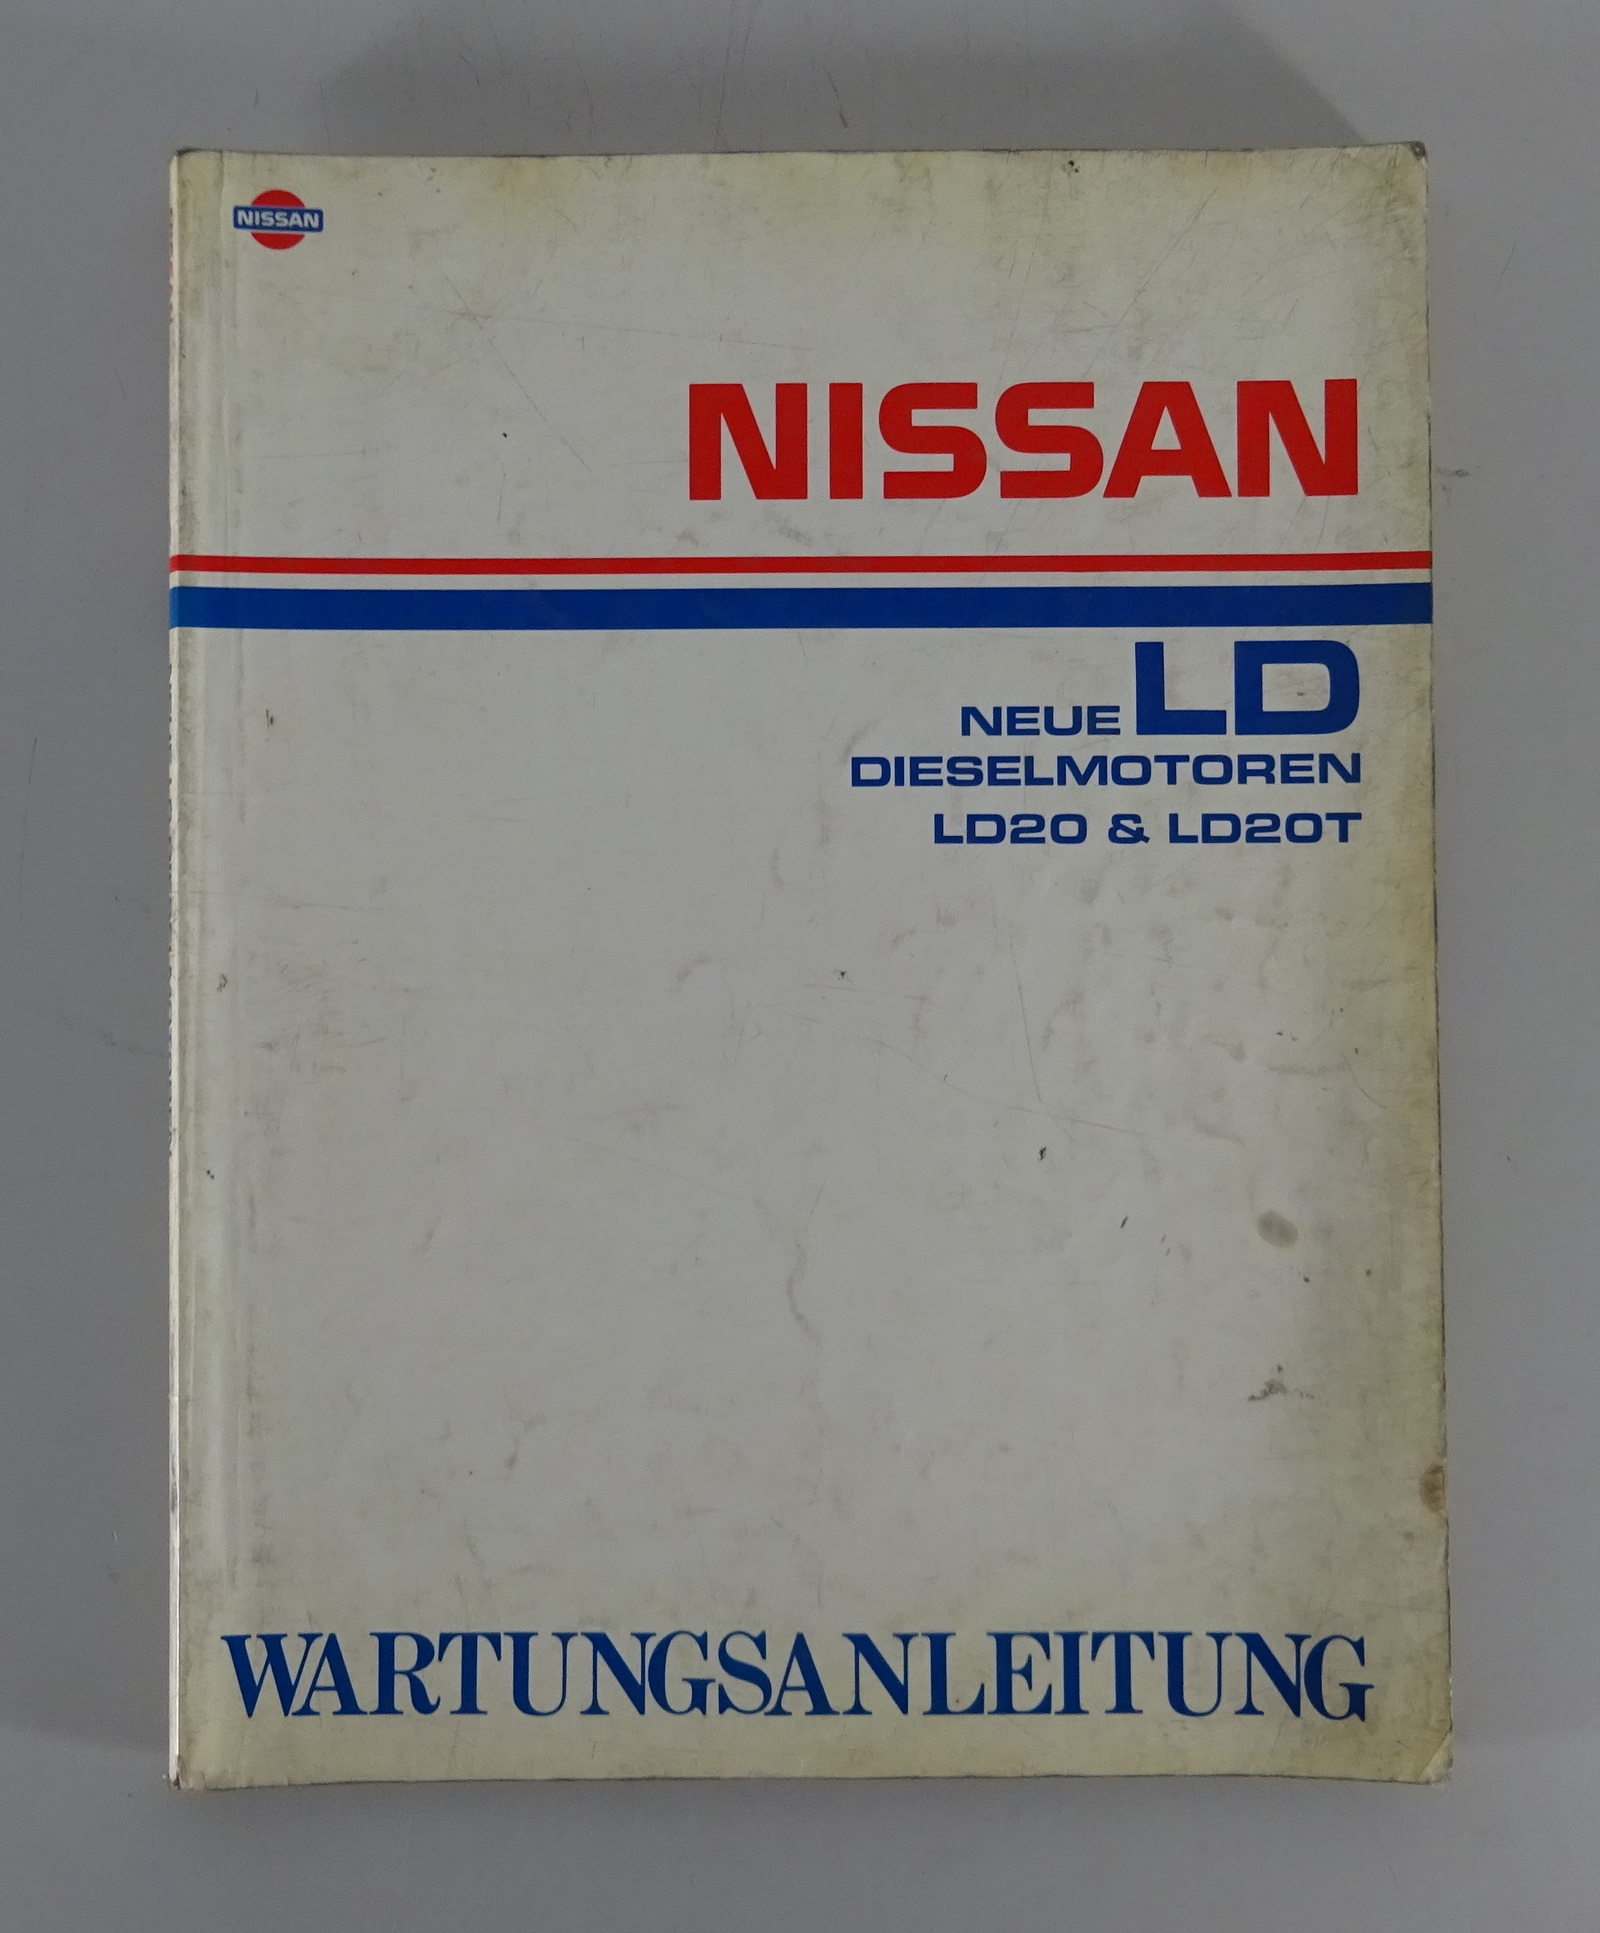 NISSAN
NISSAN
NEUE LD
DIESELMOTOREN
LD20 & LD20T
WARTUNGSANLEITUNG